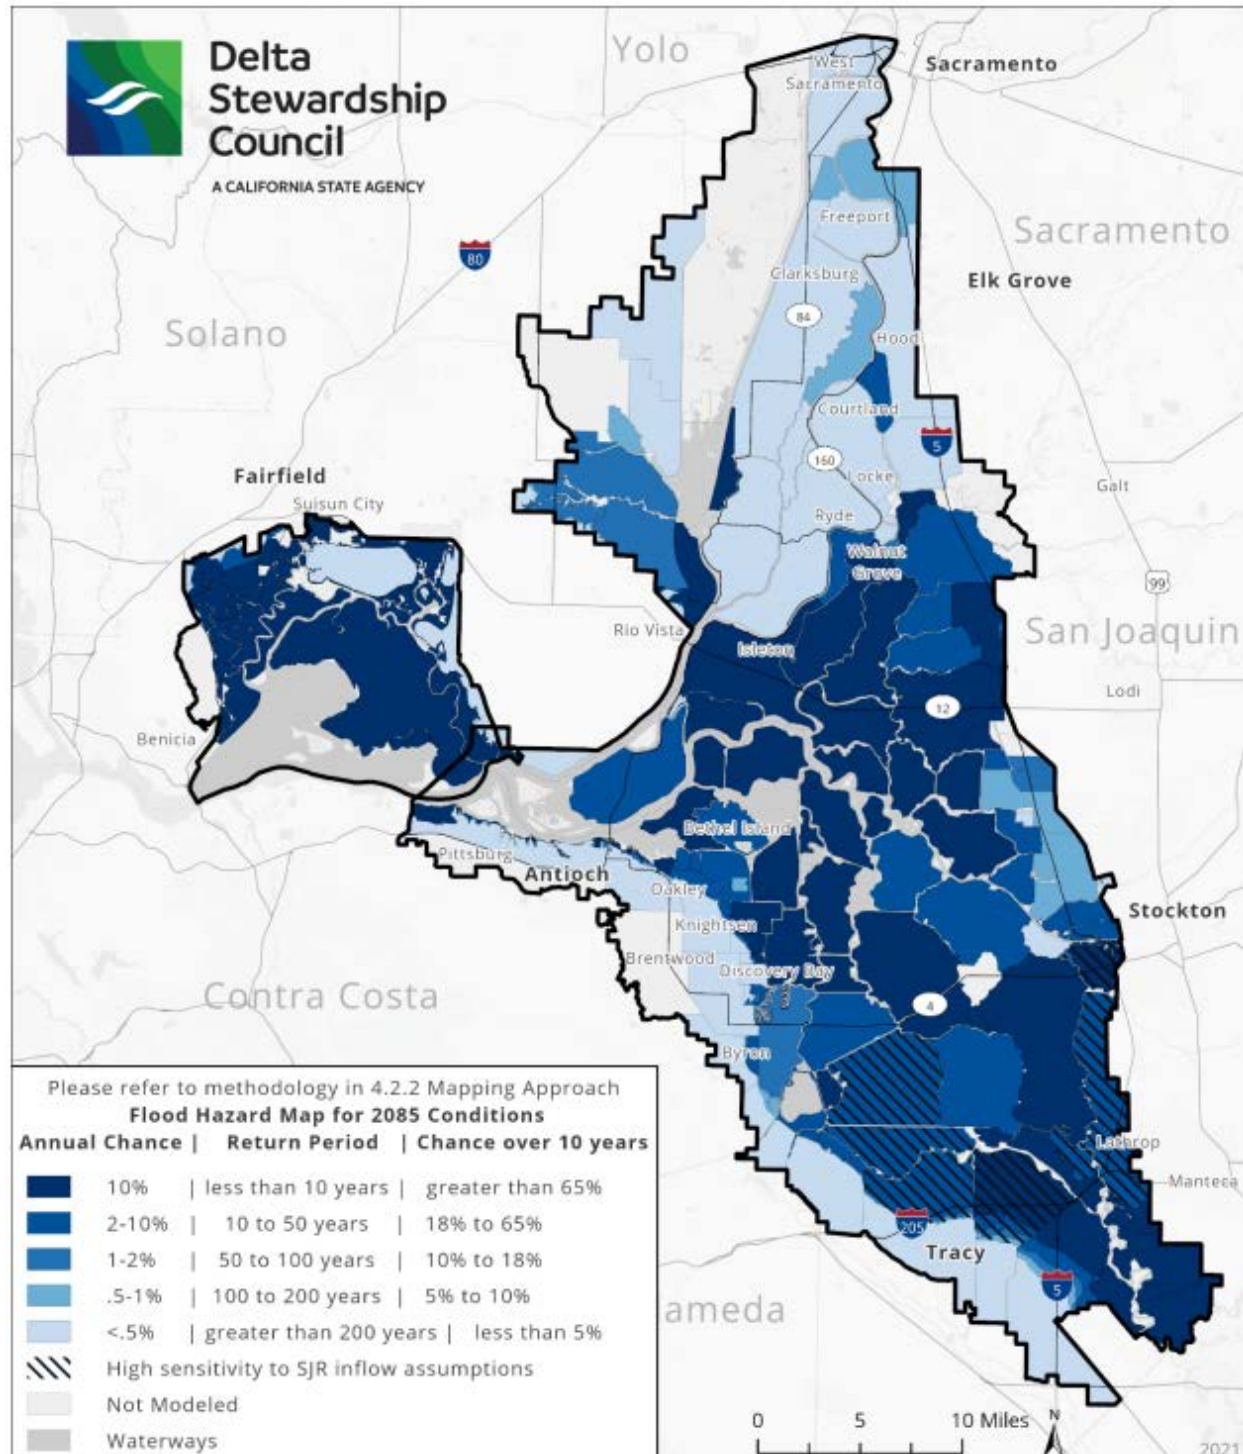 Delta
Stewardship
Council
A CALIFORNIA STATE AGENCY
Yolo
Sacramento
West
Sacramento
Freeport
Sacramento
80
Clarksburg
Elk Grove
84
Solano
Hood
Courtland
5
160
Locke
Fairfield
Suisun City
Galt
Ryde
Walnut
Grove
99
Rio Vista
San Joaquin
Isleton
Lodi
12
Benicia
Bethel Island
Pittsburg
Antioch
Oakley
Stockton
Knightsen
Brentwood
Discovery Bay
Contra Costa
4
Byron
Lathrop
Manteca
205
Tracy
5
ameda
Please refer to methodology in 4.2.2 Mapping Approach
Flood Hazard Map for 2085 Conditions
Annual Chance | Return Period | Chance over 10 years
10% | less than 10 years | greater than 65%
2-10% | 10 to 50 years | 18% to 65%
1-2% | 50 to 100 years | 10% to 18%
.5-1% | 100 to 200 years | 5% to 10%
<.5% | greater than 200 years | less than 5%
High sensitivity to SJR inflow assumptions
Not Modeled
Waterways
0 5 10 Miles
N
2021